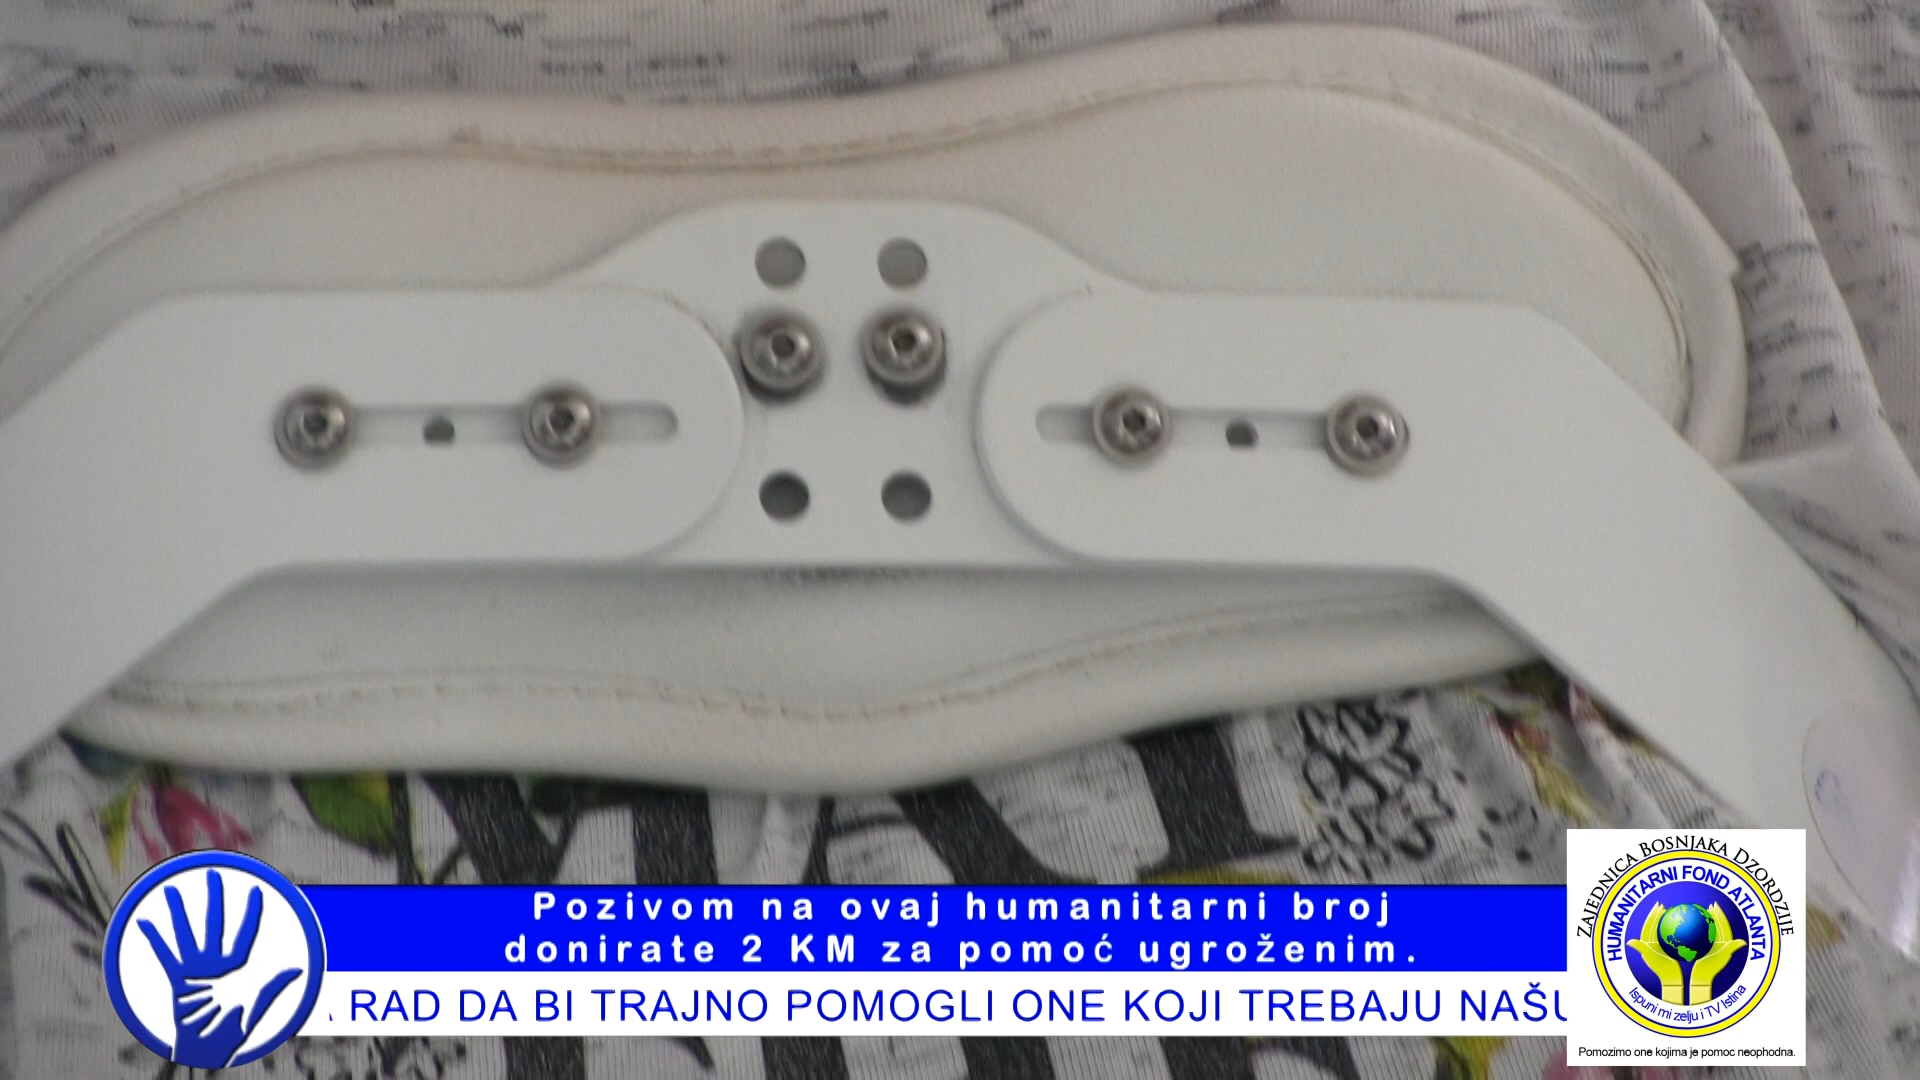 Pozivom na ovaj humanitarni broj
donirate 2 KM za pomoć ugroženim.
RAD DA BI TRAJNO POMOGLI ONE KOJI TREBAJU NAŠU
ZAJEDNICA BOSNJAKA DZORDZIJE
HUMANITARNI FOND ATLANTA
Ispuni mi zelju i TV Istina
Pomozimo one kojima je pomoc neophodna.